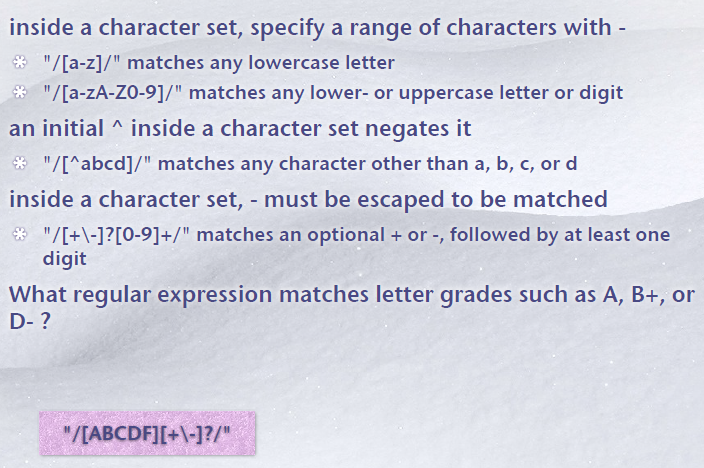 inside a character set, specify a range of characters with -
"/[a-z]/" matches any lowercase letter
"/[a-zA-Z0-9]/" matches any lower- or uppercase letter or digit
an initial ^ inside a character set negates it
"/[^abcd]/" matches any character other than a, b, c, or d
inside a character set, - must be escaped to be matched
"/[+\-]?[0-9]+/" matches an optional + or -, followed by at least one
digit
What regular expression matches letter grades such as A, B+, or
D- ?
"/[ABCDF][+\-]?/"